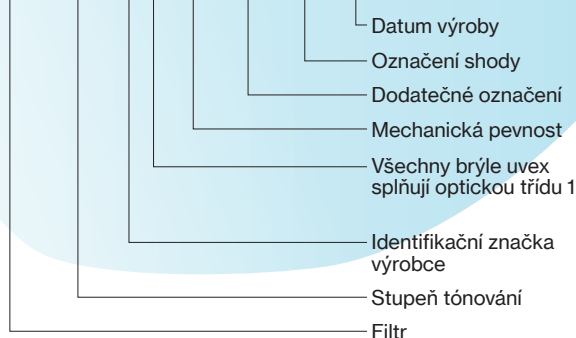 Datum výroby
Označení shody
Dodatečné označení
Mechanická pevnost
Všechny brýle uvex
splňují optickou třídu 1
Identifikační značka
výrobce
Stupeň tónování
Filtr